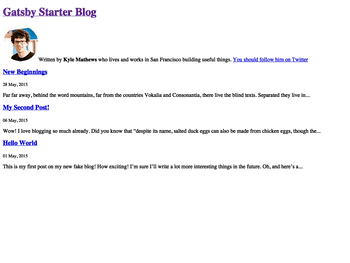 Gatsby Starter Blog
Written by Kyle Mathews who lives and works in San Francisco building useful things. You should follow him on Twitter
New Beginnings
28 May, 2015
Far far away, behind the word mountains, far from the countries Vokalia and Consonantia, there live the blind texts. Separated they live in…
My Second Post!
06 May, 2015
Wow! I love blogging so much already. Did you know that “despite its name, salted duck eggs can also be made from chicken eggs, though the…
Hello World
01 May, 2015
This is my first post on my new fake blog! How exciting! I’m sure I’ll write a lot more interesting things in the future. Oh, and here’s a…